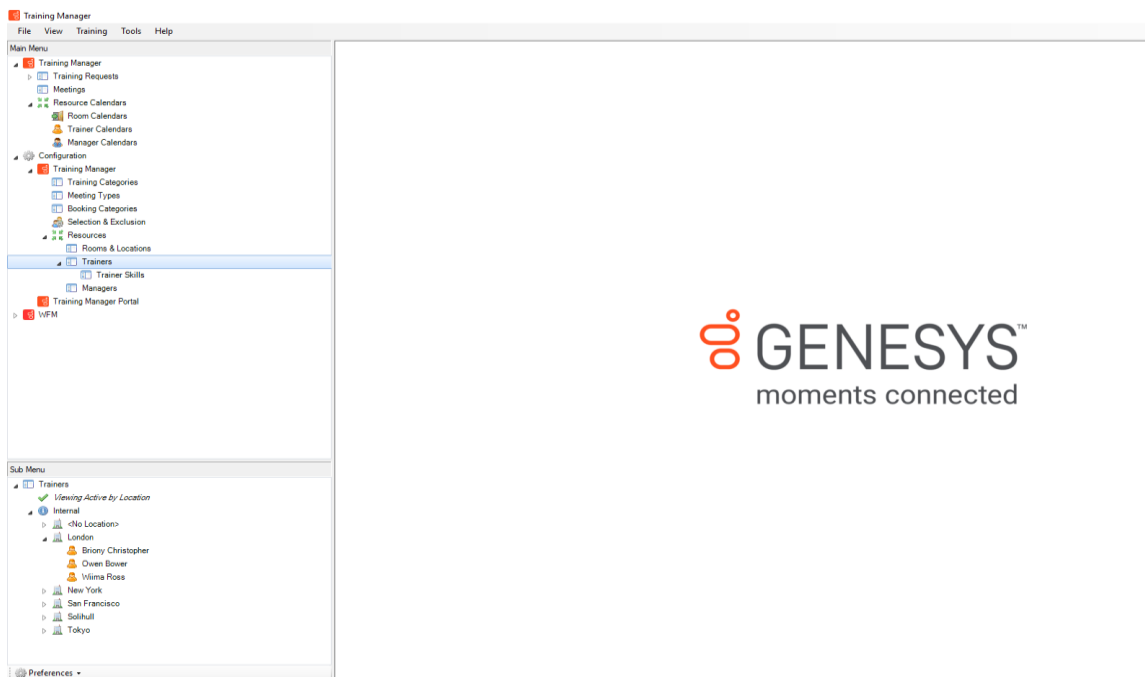 Training Manager
File View Training Tools Help
Main Menu
Training Manager
Training Requests
Meetings
Resource Calendars
Room Calendars
Trainer Calendars
Manager Calendars
Configuration
Training Manager
Training Categories
Meeting Types
Booking Categories
Selection & Exclusion
Resources
Rooms & Locations
Trainers
Trainer Skills
Managers
Training Manager Portal
WFM
GENESYS™
moments connected
Sub Menu
Trainers
Viewing Active by Location
Internal
<No Location>
London
Briony Christopher
Owen Bower
Wiima Ross
New York
San Francisco
Solihull
Tokyo
Preferences